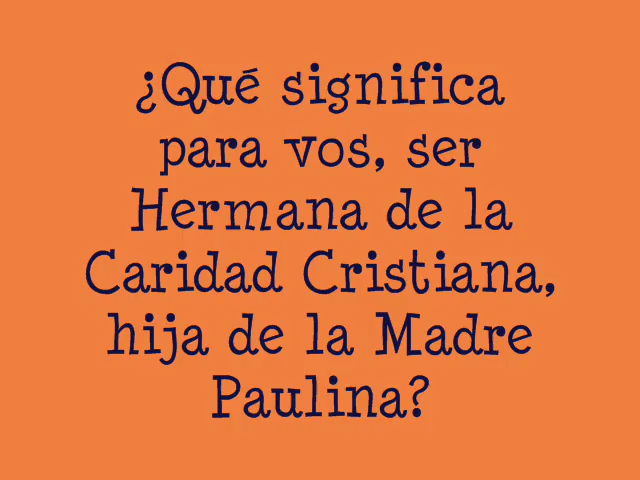 ¿Qué significa
para vos, ser
Hermana de la
Caridad Cristiana,
hija de la Madre
Paulina?